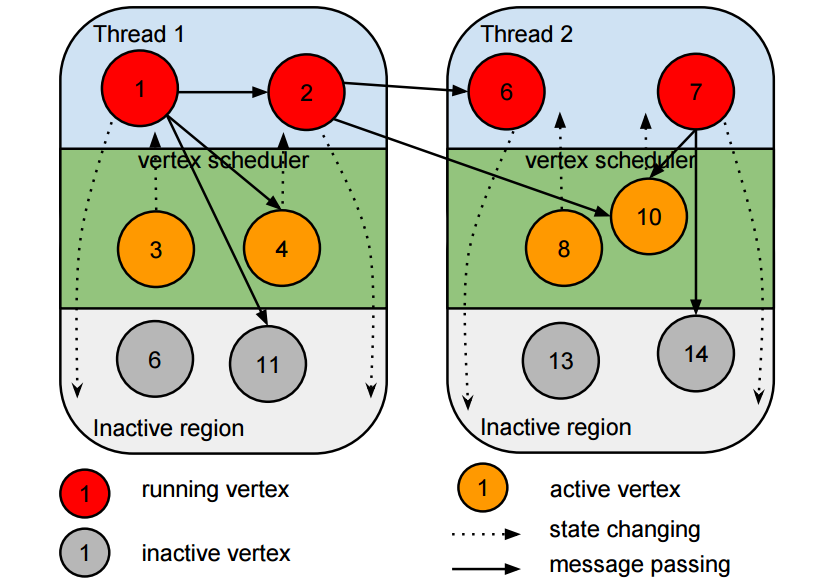 Thread 1
1
2
vertex scheduler
3
4
6
11
Inactive region
Thread 2
6
7
vertex scheduler
10
8
13
14
Inactive region
1 running vertex
1 active vertex
state changing
1 inactive vertex
message passing